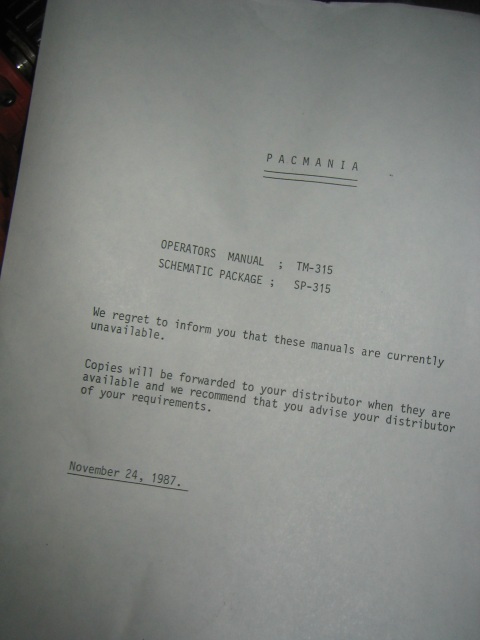 PACMANIA
OPERATORS MANUAL ; TM-315
SCHEMATIC PACKAGE ; SP-315
We regret to inform you that these manuals are currently
unavailable.
Copies will be forwarded to your distributor when they are
available and we recommend that you advise your distributor
of your requirements.
November 24, 1987.